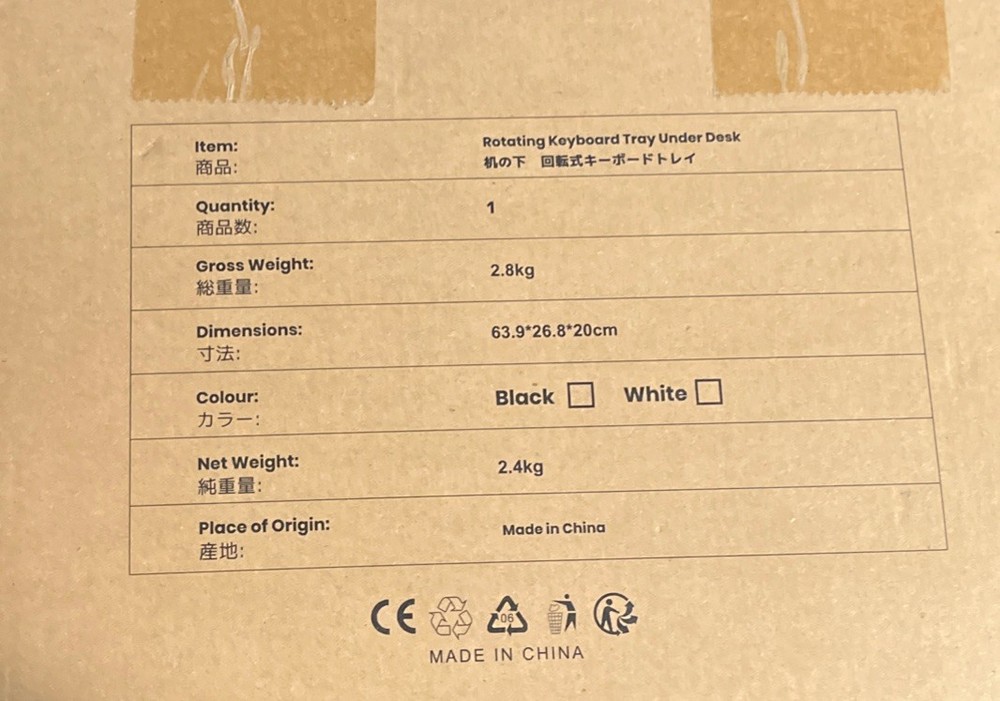 Item: Rotating Keyboard Tray Under Desk
商品: 机の下 回転式キーボードトレイ
Quantity: 1
商品数:
Gross Weight: 2.8kg
総重量:
Dimensions: 63.9*26.8*20cm
寸法:
Colour: Black □ White □
カラー:
Net Weight: 2.4kg
純重量:
Place of Origin: Made in China
産地:
CE 06
MADE IN CHINA